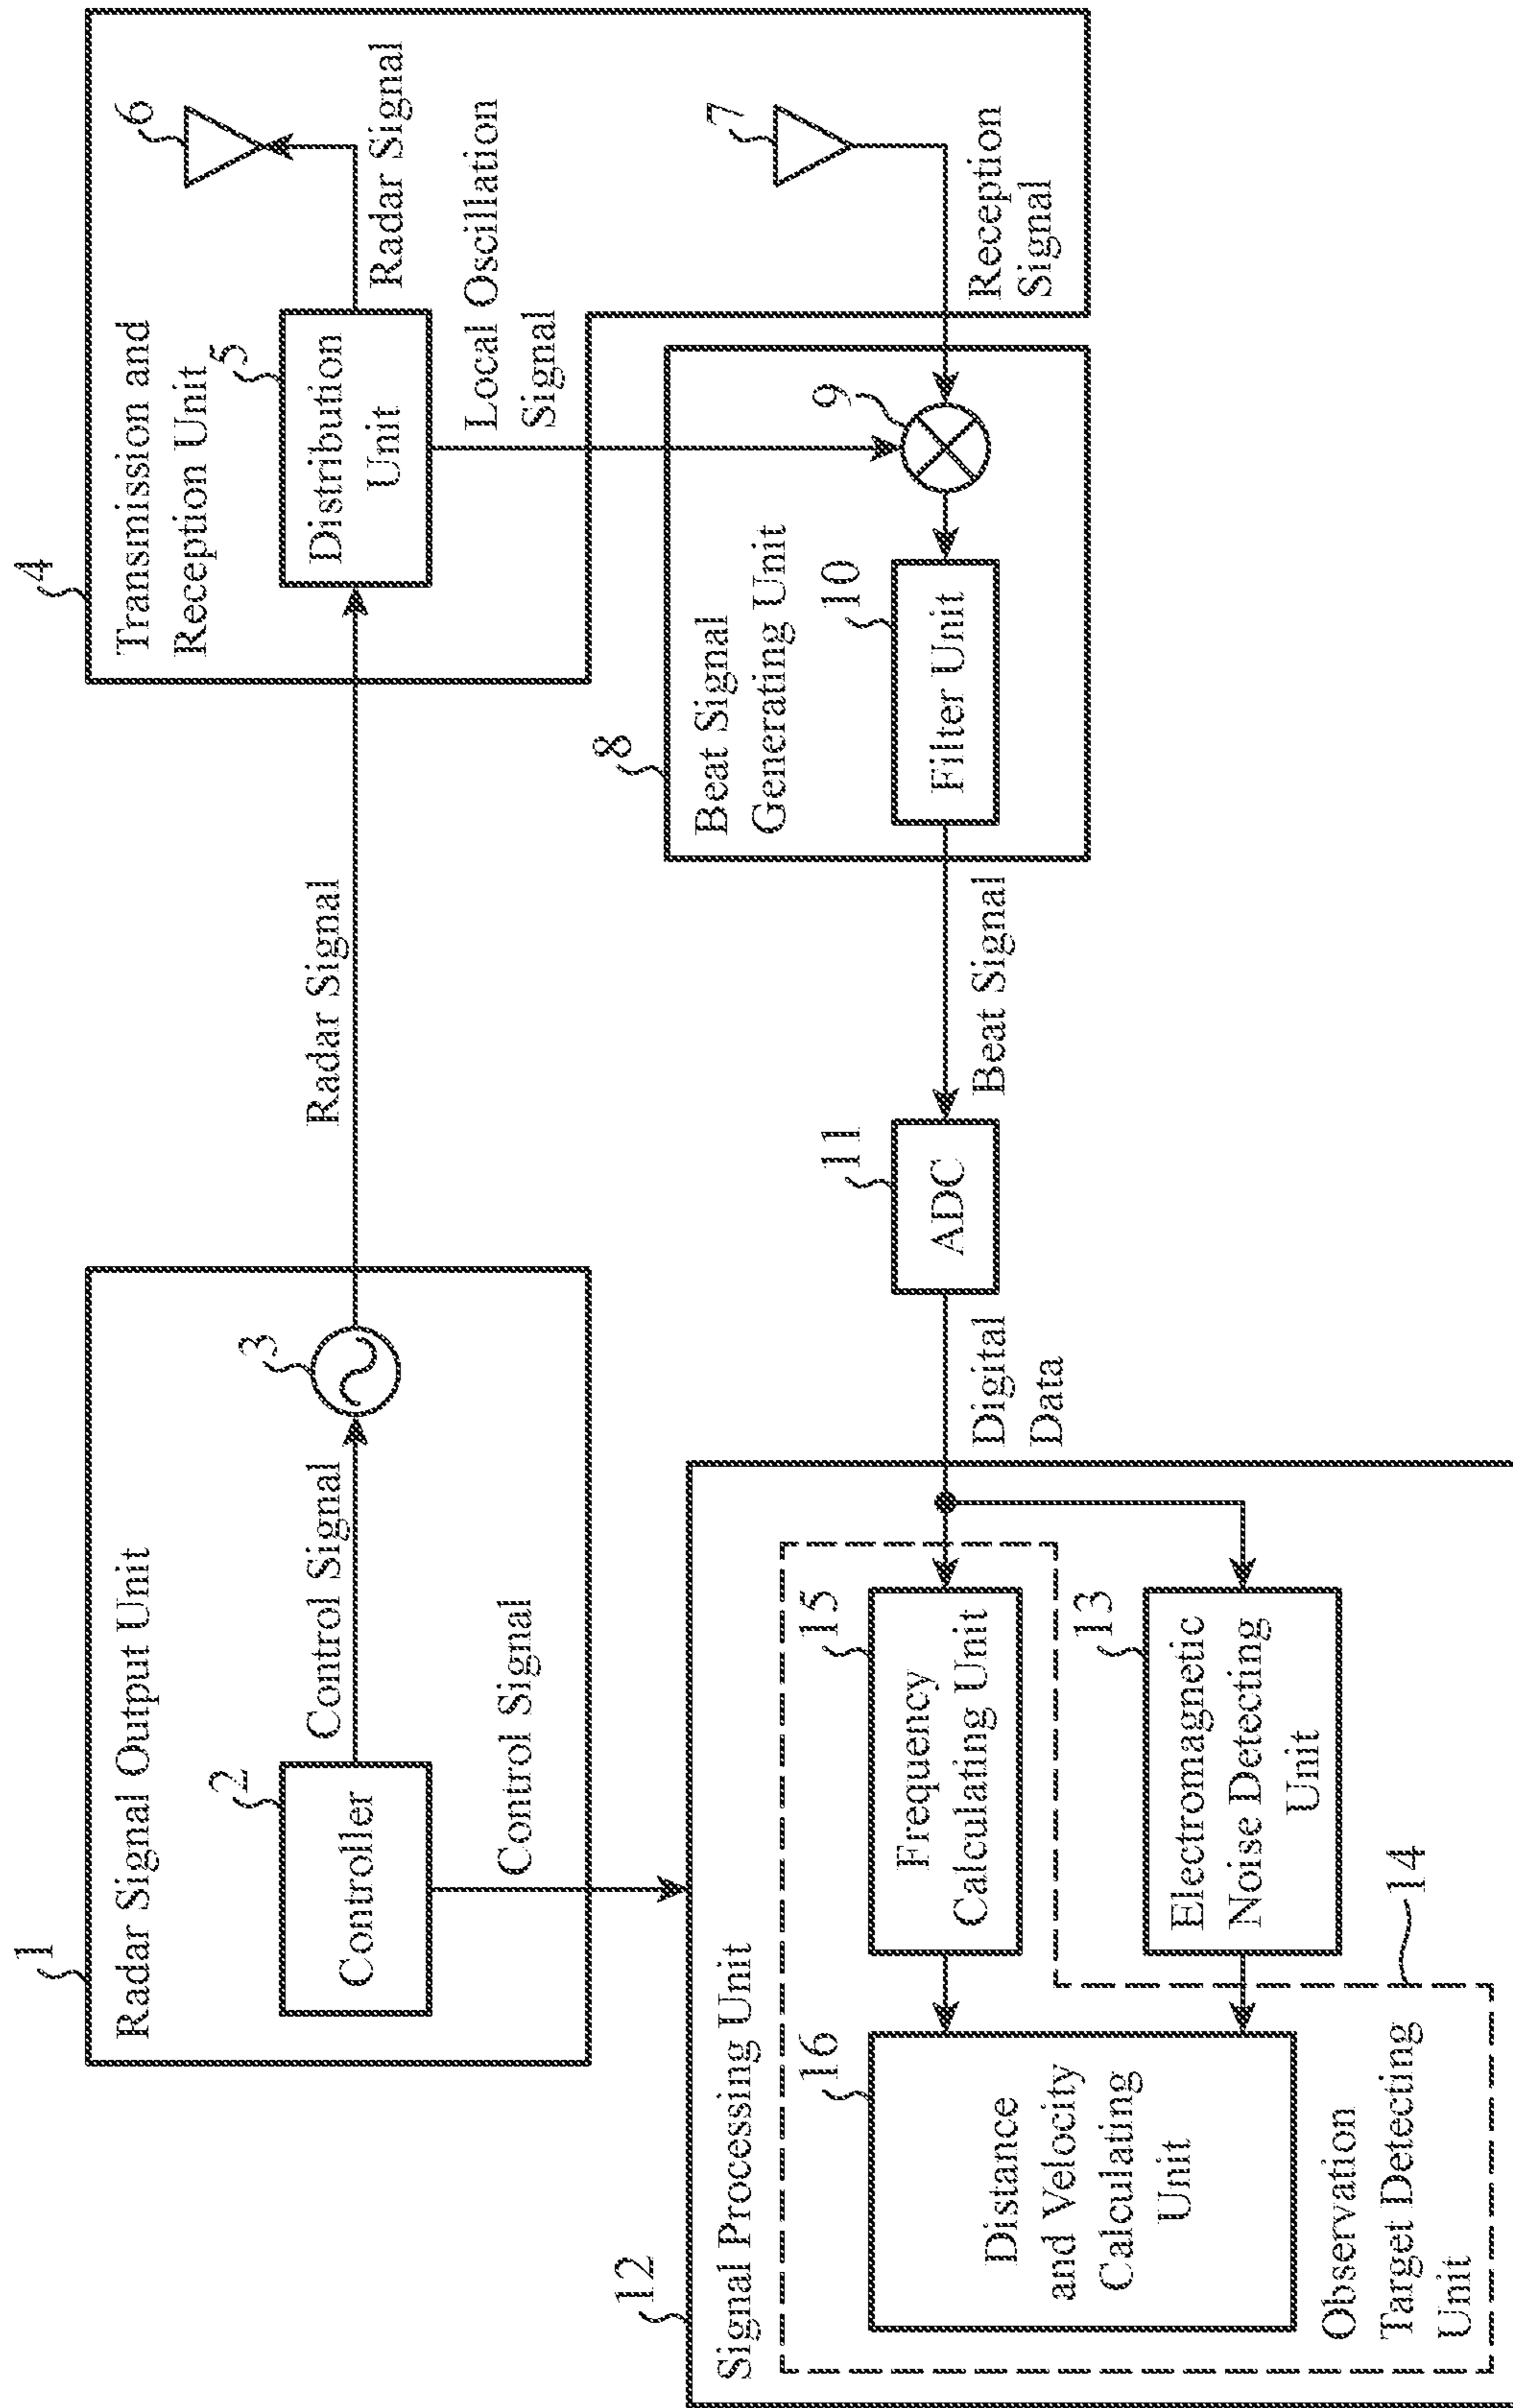 1
Radar Signal Output Unit
2
Controller
Control Signal
3
Control Signal
Radar Signal
4
Transmission and
Reception Unit
5
Distribution
Unit
6
Radar Signal
Local Oscillation
Signal
7
Reception
Signal
8
Beat Signal
Generating Unit
9
10
Filter Unit
Beat Signal
11
ADC
Digital
Data
12
Signal Processing Unit
15
Frequency
Calculating Unit
13
Electromagnetic
Noise Detecting
Unit
16
Distance
and Velocity
Calculating
Unit
14
Observation
Target Detecting
Unit